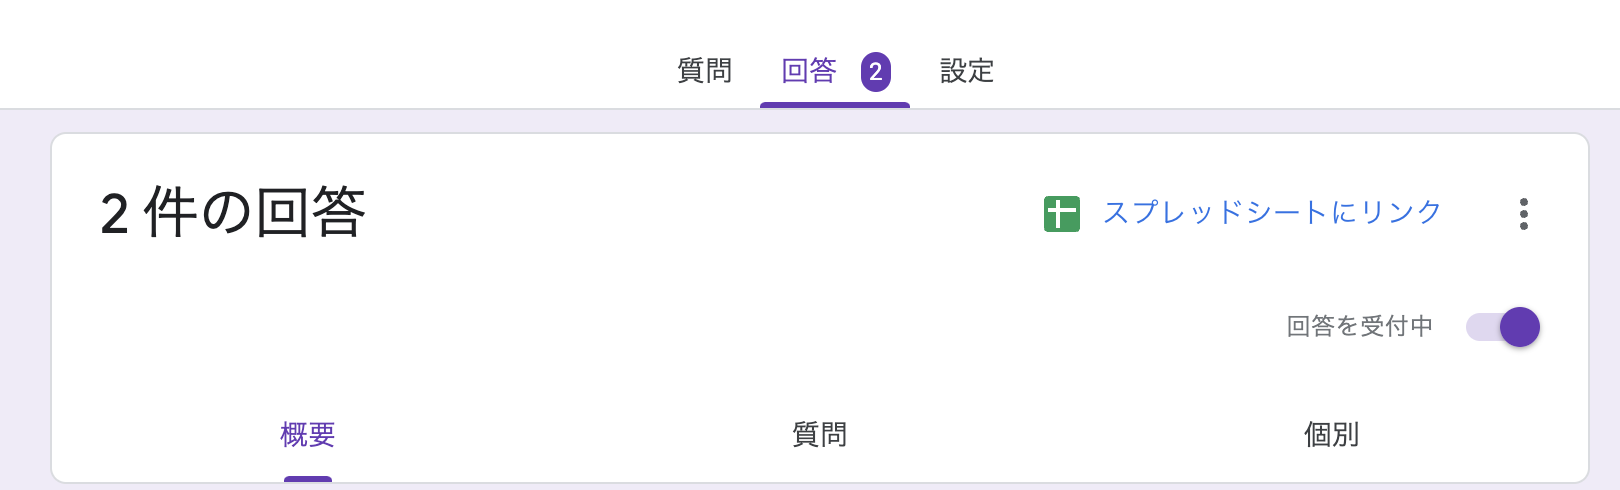 質問 回答 2 設定
2 件の回答
スプレッドシートにリンク
回答を受付中
概要 質問 個別